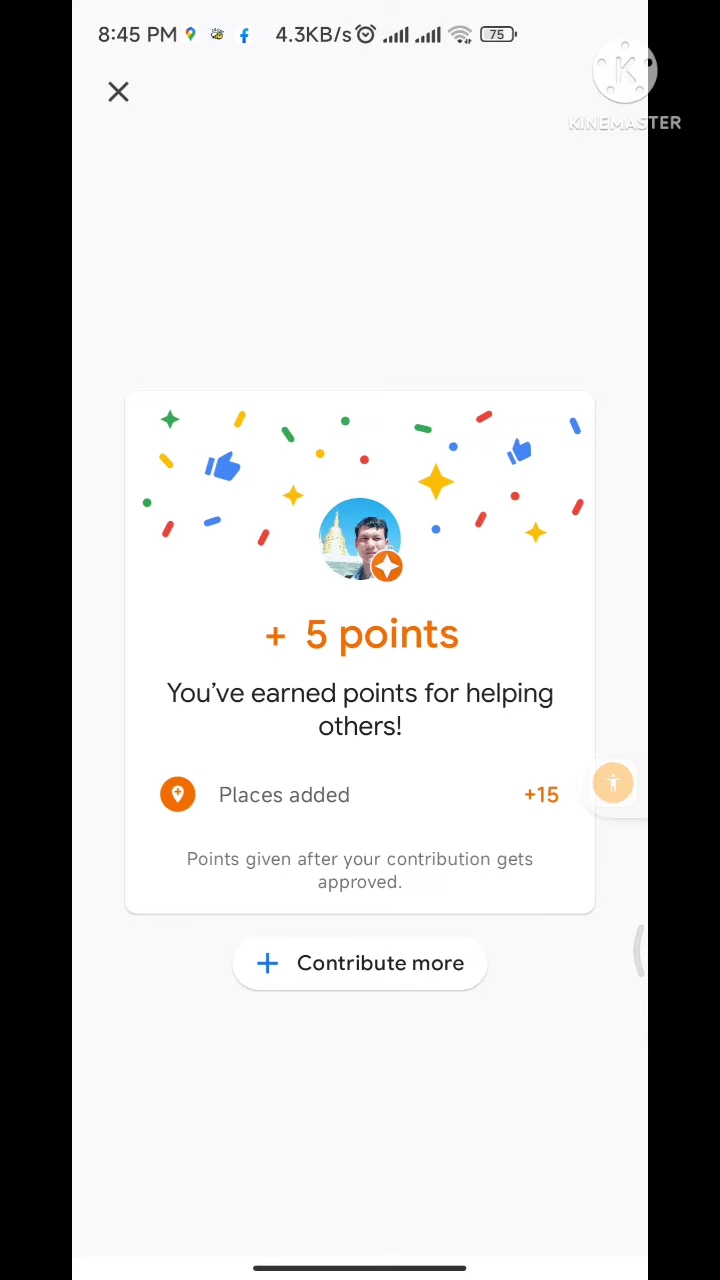 8:45 PM 4.3KB/s 75
KINEMASTER
+ 5 points
You've earned points for helping
others!
Places added +15
Points given after your contribution gets
approved.
+ Contribute more